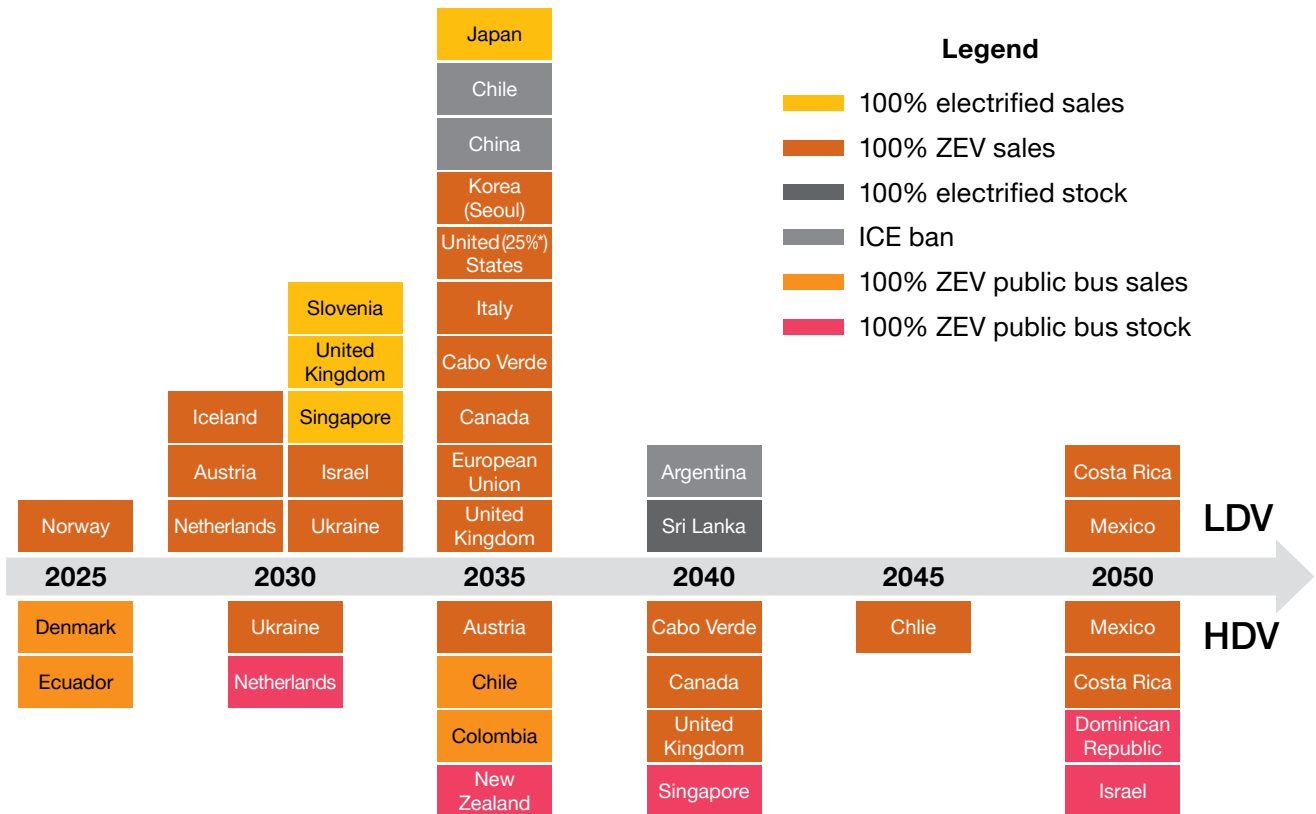 Japan
Chile
China
Korea
(Seoul)
United (25%*)
States
Italy
Cabo Verde
Canada
European
Union
United
Kingdom
Legend
100% electrified sales
100% ZEV sales
100% electrified stock
ICE ban
100% ZEV public bus sales
100% ZEV public bus stock
Slovenia
United
Kingdom
Singapore
Israel
Ukraine
Iceland
Austria
Netherlands
Norway
Argentina
Sri Lanka
Costa Rica
Mexico
LDV
2025 2030 2035 2040 2045 2050
HDV
Denmark
Ecuador
Ukraine
Netherlands
Austria
Chile
Colombia
New
Zealand
Cabo Verde
Canada
United
Kingdom
Singapore
Chlie
Mexico
Costa Rica
Dominican
Republic
Israel